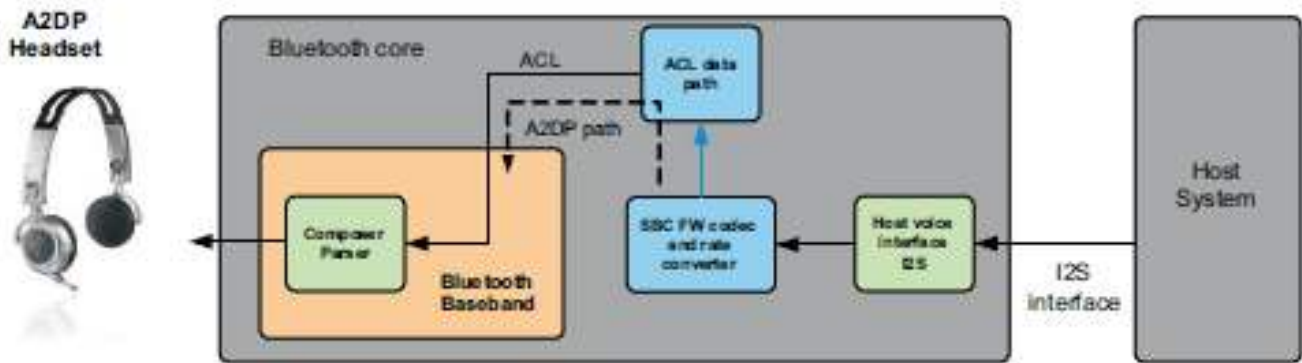 A2DP
Headset
Bluetooth core
ACL
ACL data
path
A2DP path
Composer
Parser
Bluetooth
Baseband
SBC FW codec
and rate
converter
Host voice
interface
I2S
I2S
interface
Host
System